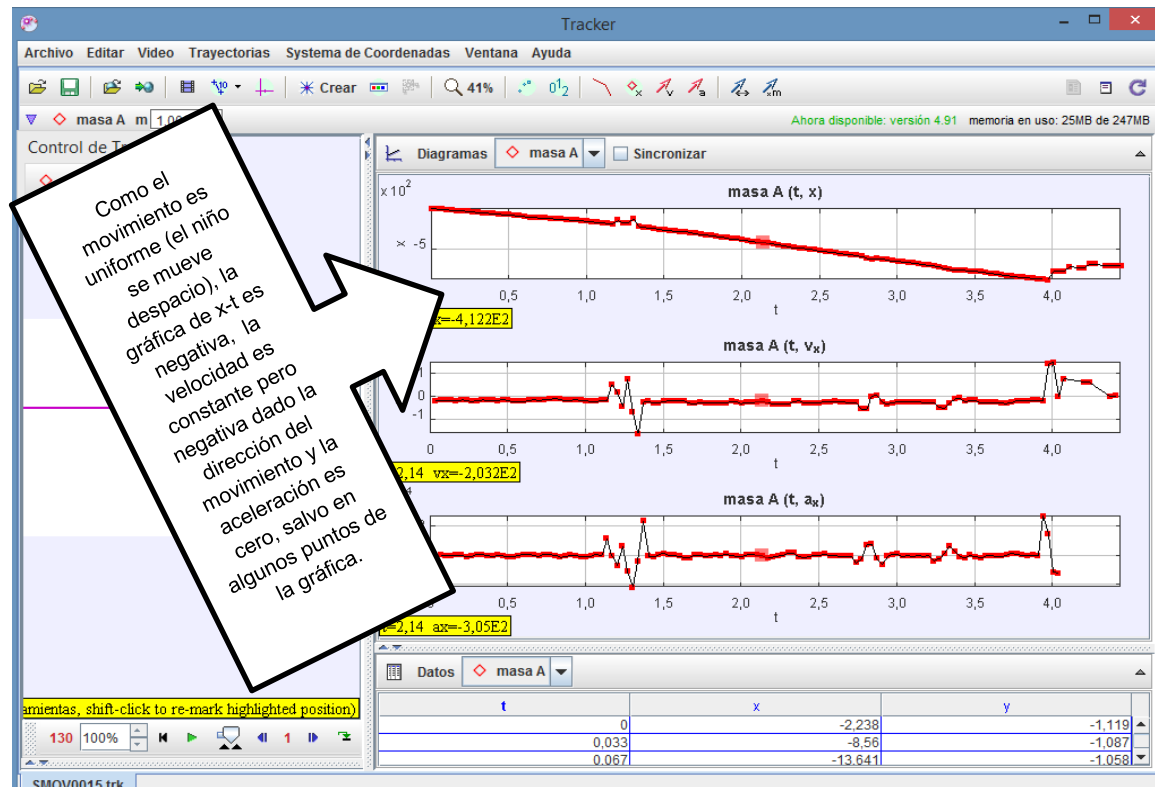 Tracker
Archivo Editar Video Trayectorias Systema de Coordenadas Ventana Ayuda
Crear 41%
masa A m 1,00
Ahora disponible: versión 4.91 memoria en uso: 25MB de 247MB
Control de
Diagramas masa A Sincronizar
Como el
movimiento es
uniforme (el niño
se mueve
despacio), la
gráfica de x-t es
negativa, la
velocidad es
constante pero
negativa dado la
dirección del
movimiento y la
aceleración es
cero, salvo en
algunos puntos de
la gráfica.
x 10²
masa A (t, x)
x -5
0,5 1,0 1,5 2,0 2,5 3,0 3,5 4,0
t
x=-4,122E2
masa A (t, vx)
1
0
-1
0 0,5 1,0 1,5 2,0 2,5 3,0 3,5 4,0
t
2,14 vx=-2,032E2
masa A (t, ax)
0,5 1,0 1,5 2,0 2,5 3,0 3,5 4,0
t
t=2,14 ax=-3,05E2
Datos masa A
t x y
0 -2,238 -1,119
0,033 -8,56 -1,087
0,067 -13,641 -1,058
amientas, shift-click to re-mark highlighted position)
130 100% 1
SMOV0015.trk